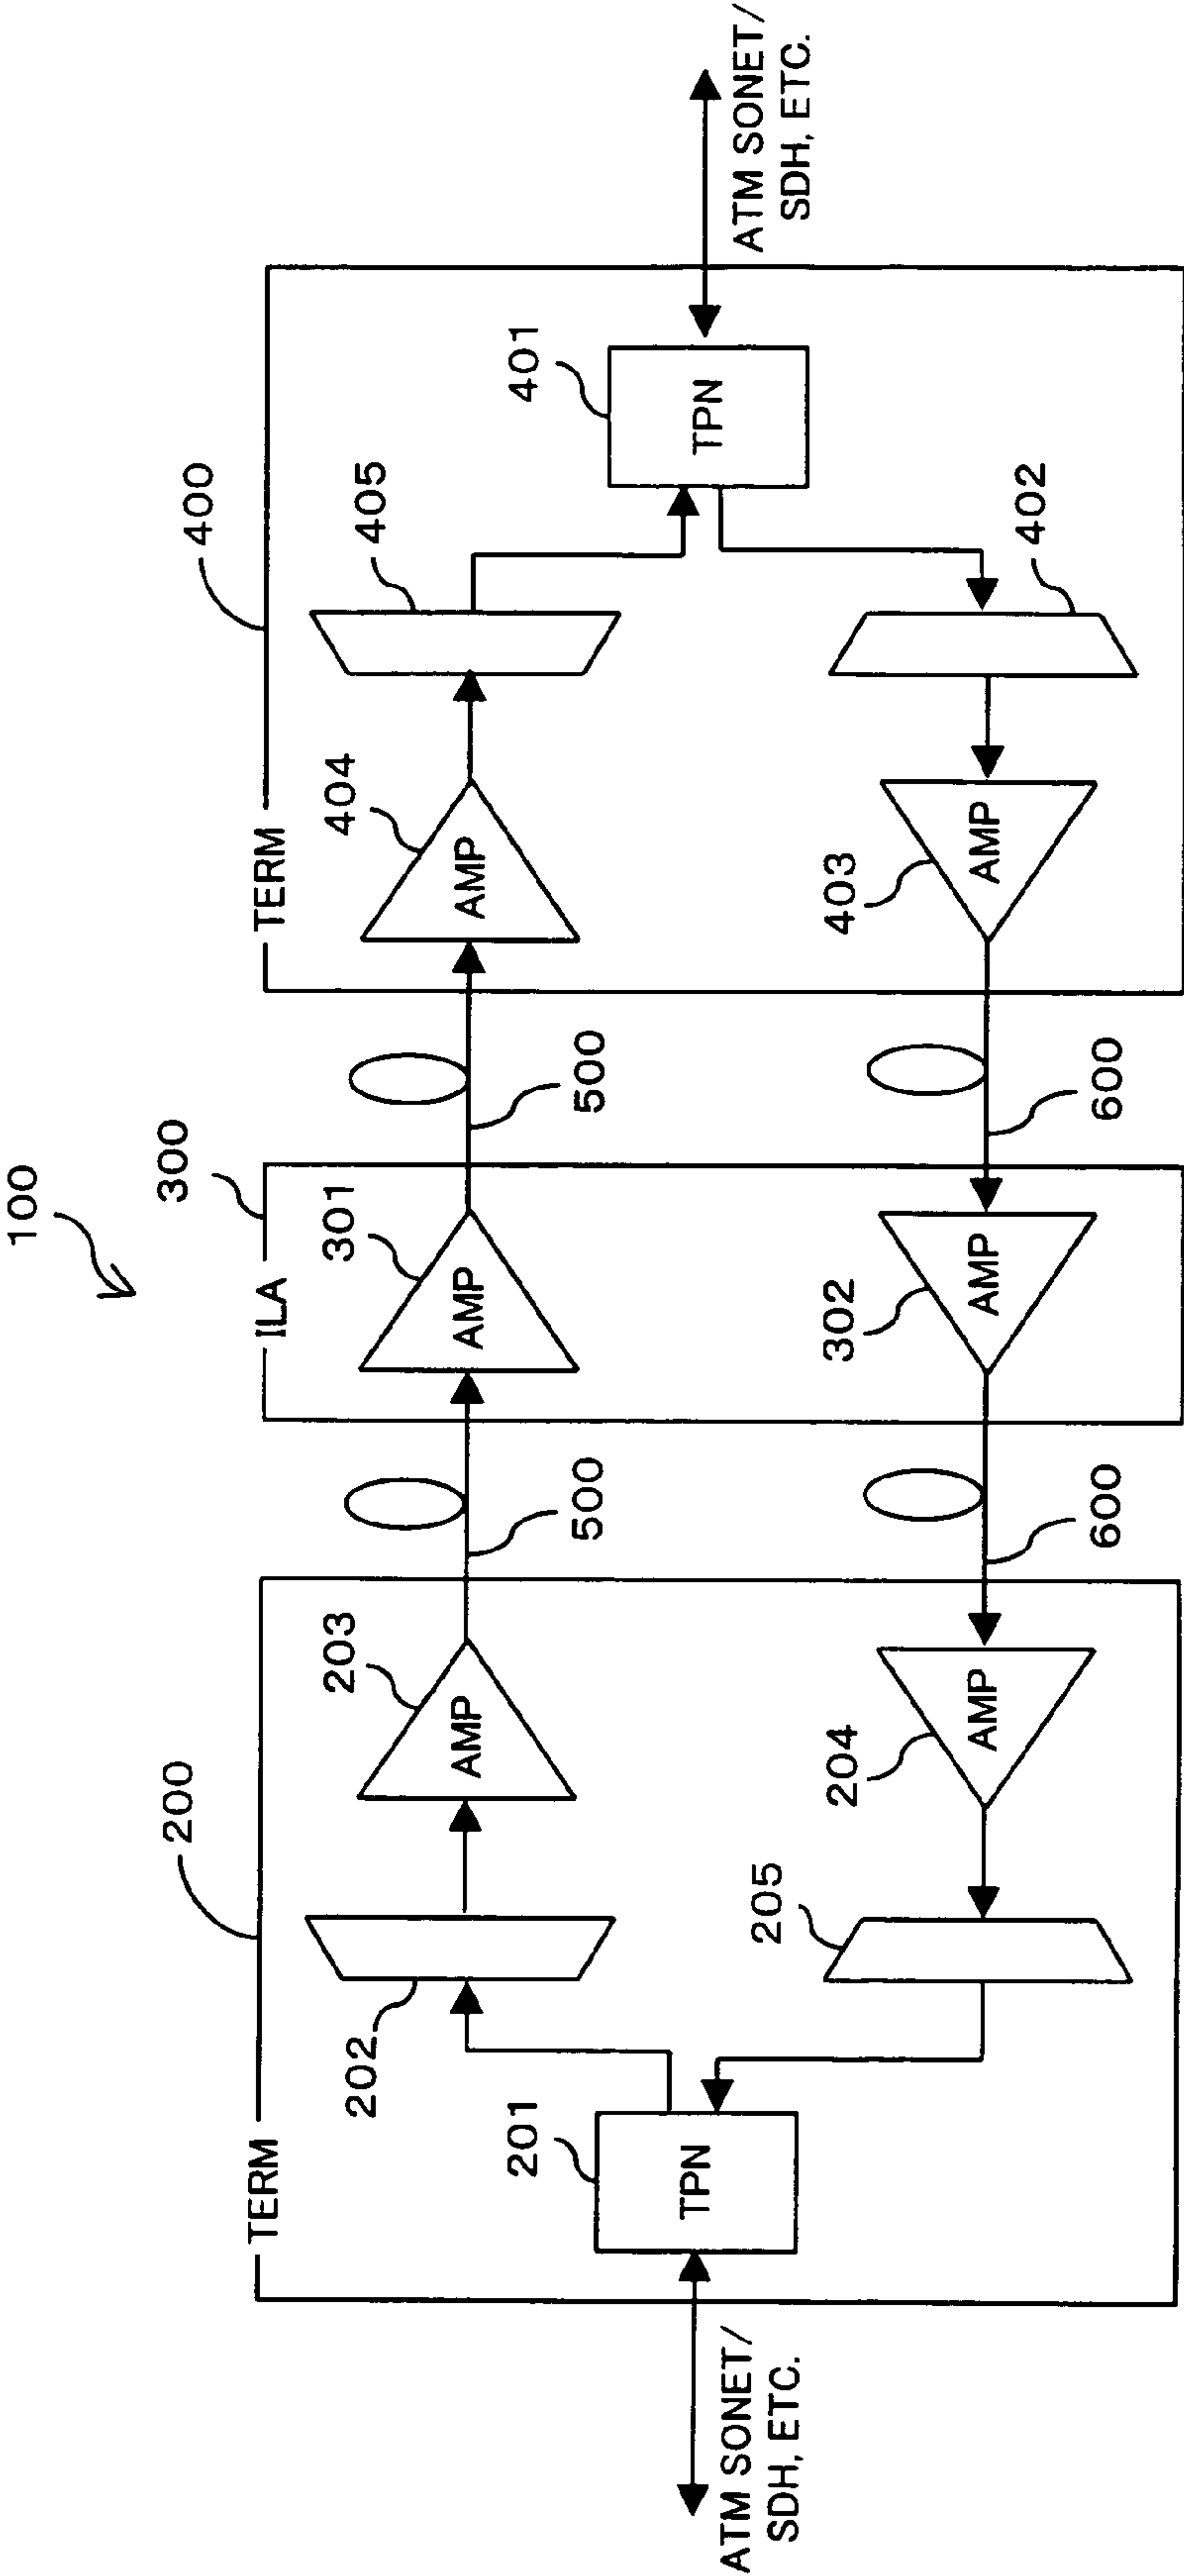 100
200
300
400
TERM
ILA
TERM
202
203
301
404
405
AMP
AMP
AMP
500
500
201
401
TPN
TPN
ATM SONET/
SDH, ETC.
ATM SONET/
SDH, ETC.
205
204
302
403
402
AMP
AMP
AMP
600
600